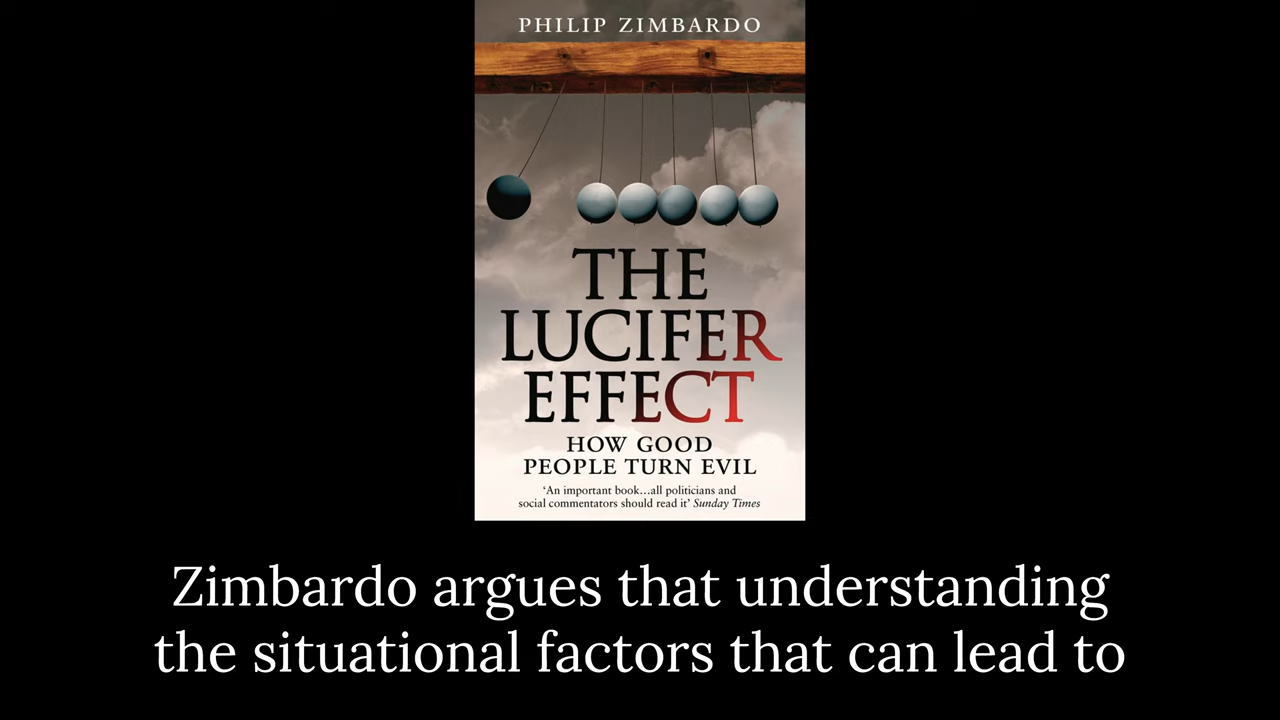 PHILIP ZIMBARDO
THE
LUCIFER
EFFECT
HOW GOOD
PEOPLE TURN EVIL
‘An important book...all politicians and
social commentators should read it’ Sunday Times
Zimbardo argues that understanding
the situational factors that can lead to